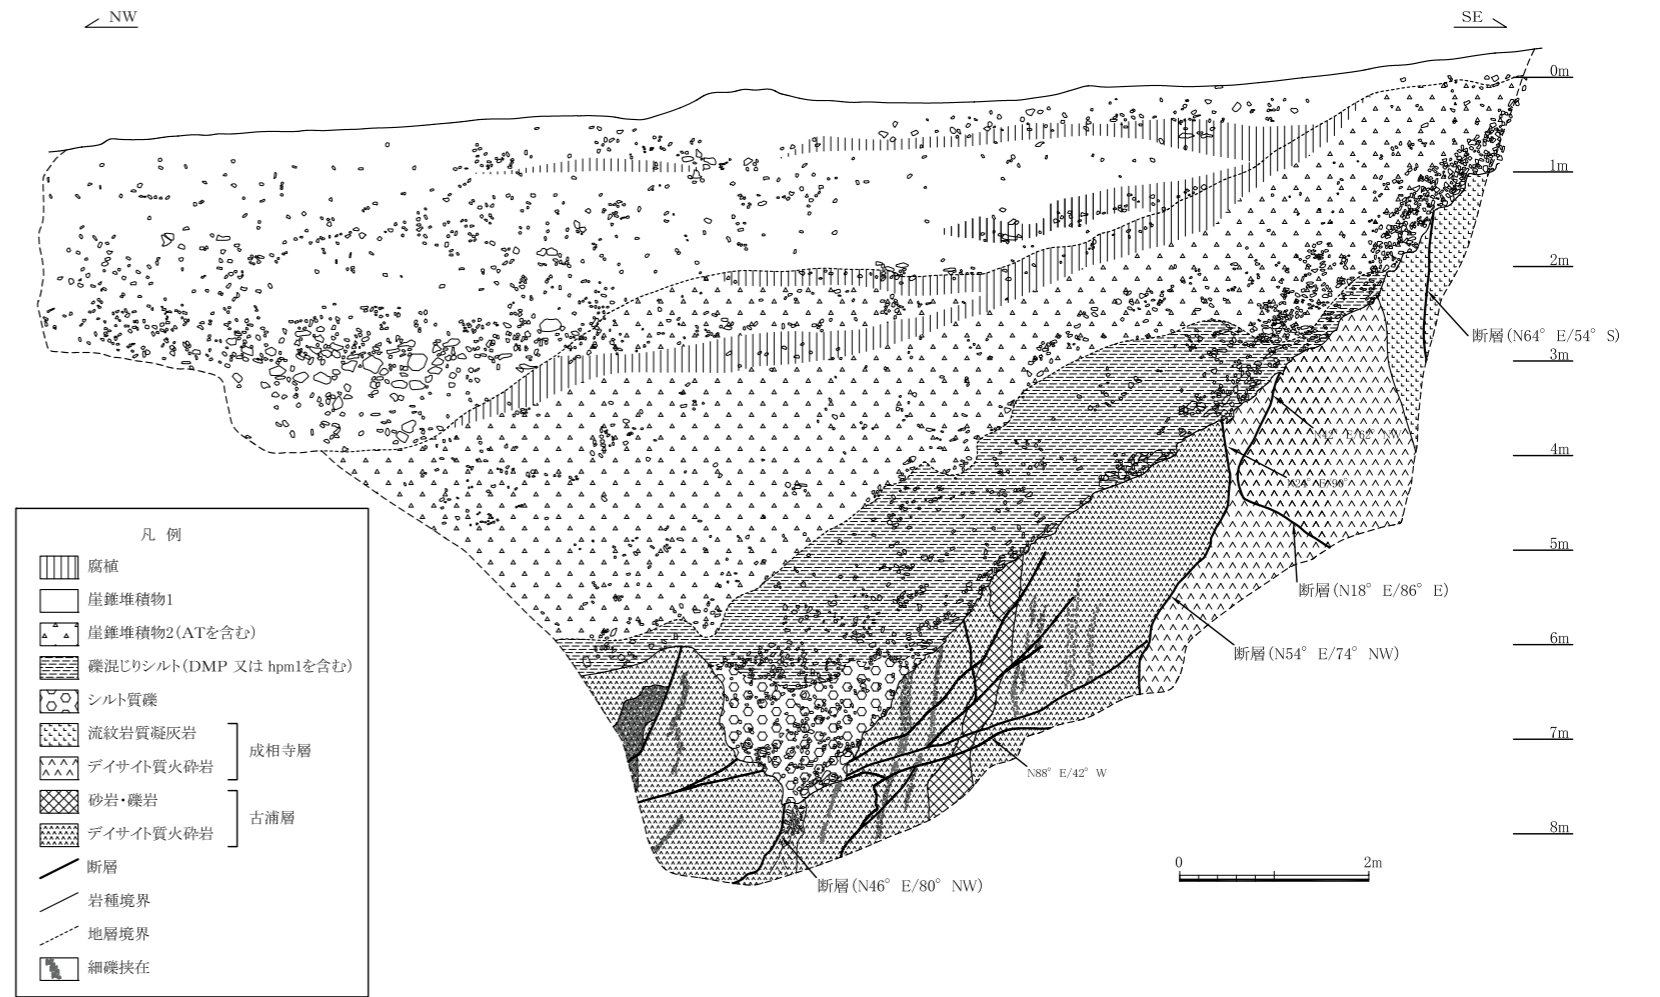 NW
SE
0m
1m
2m
断層(N64°E/54°S)
3m
N42°E/62°NW
4m
N24°E/90°
5m
断層(N18°E/86°E)
6m
断層(N54°E/74°NW)
7m
N88°E/42°W
8m
0 2m
断層(N46°E/80°NW)
凡 例
腐植
崖錐堆積物1
崖錐堆積物2(ATを含む)
礫混じりシルト(DMP 又は hpm1を含む)
シルト質礫
流紋岩質凝灰岩
成相寺層
デイサイト質火砕岩
砂岩・礫岩
古浦層
デイサイト質火砕岩
断層
岩種境界
地層境界
細礫挟在